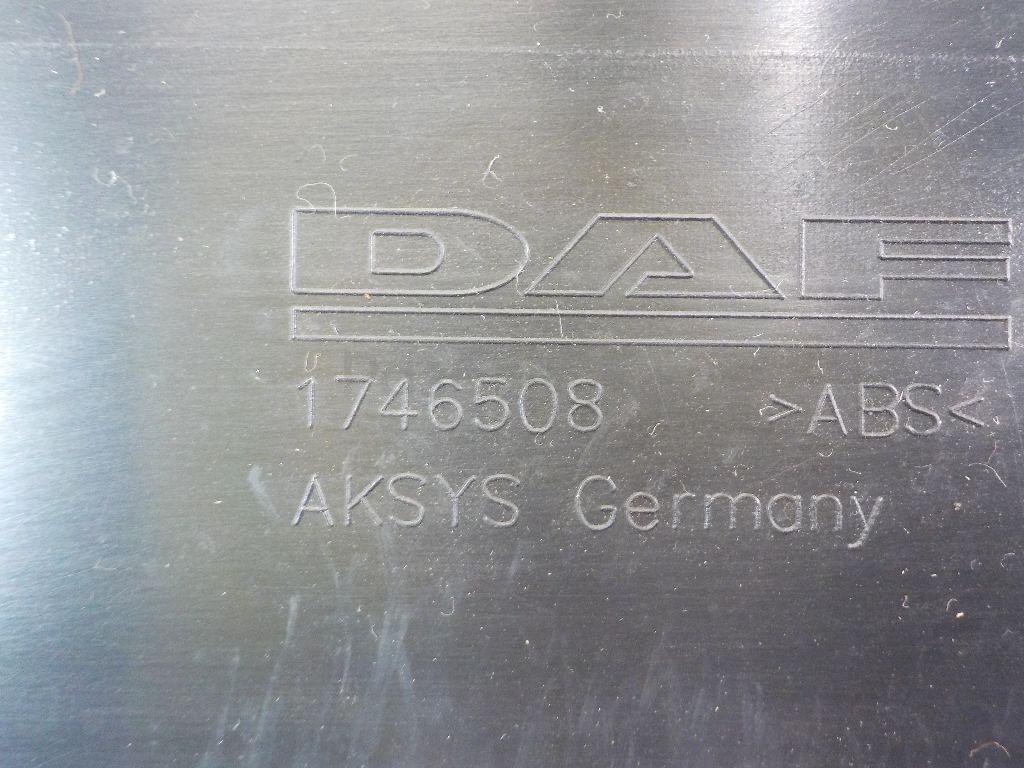 DAF
1746508 >ABS<
AKSYS Germany